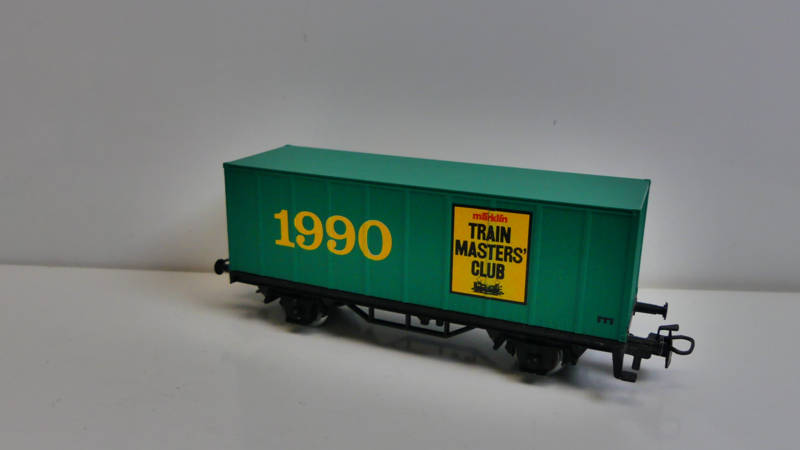 1990
märklin
TRAIN
MASTERS'
CLUB